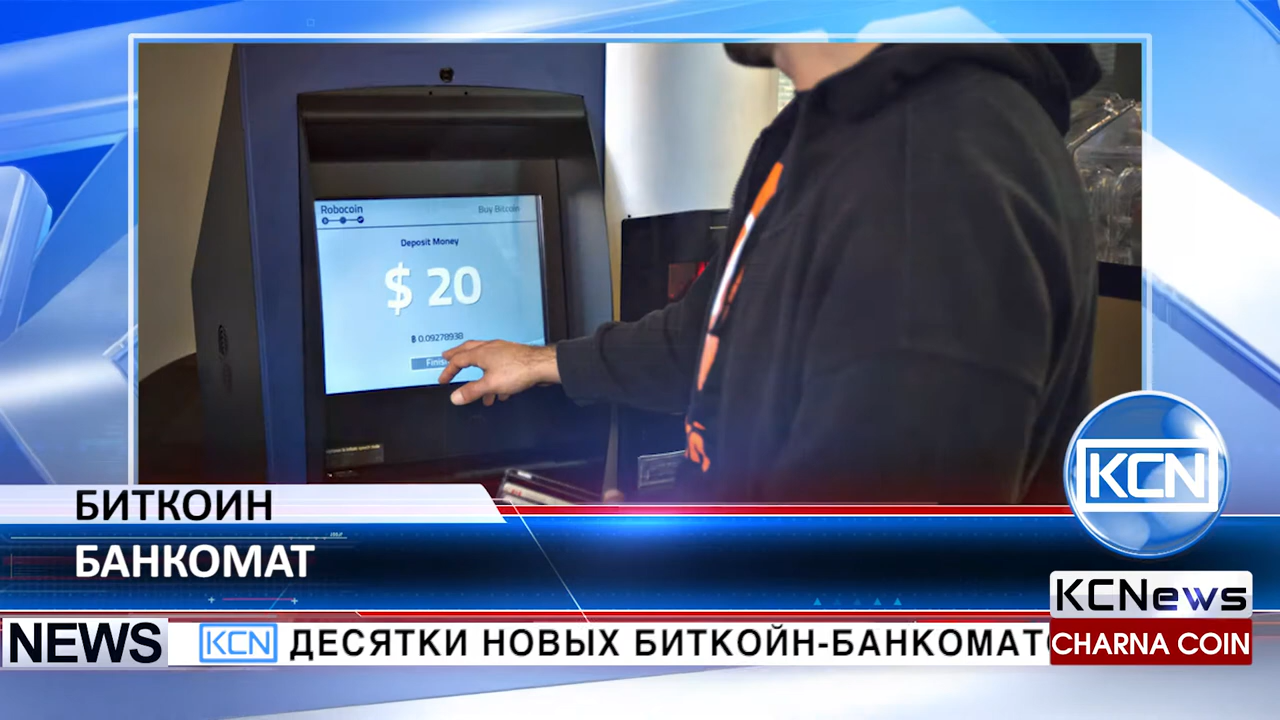 Robocoin
Buy Bitcoin
Deposit Money
$ 20
฿ 0.09278938
БИТКОИН
БАНКОМАТ
KCN
KCNews
CHARNA COIN
NEWS
KCN ДЕСЯТКИ НОВЫХ БИТКОЙН-БАНКОМАТ